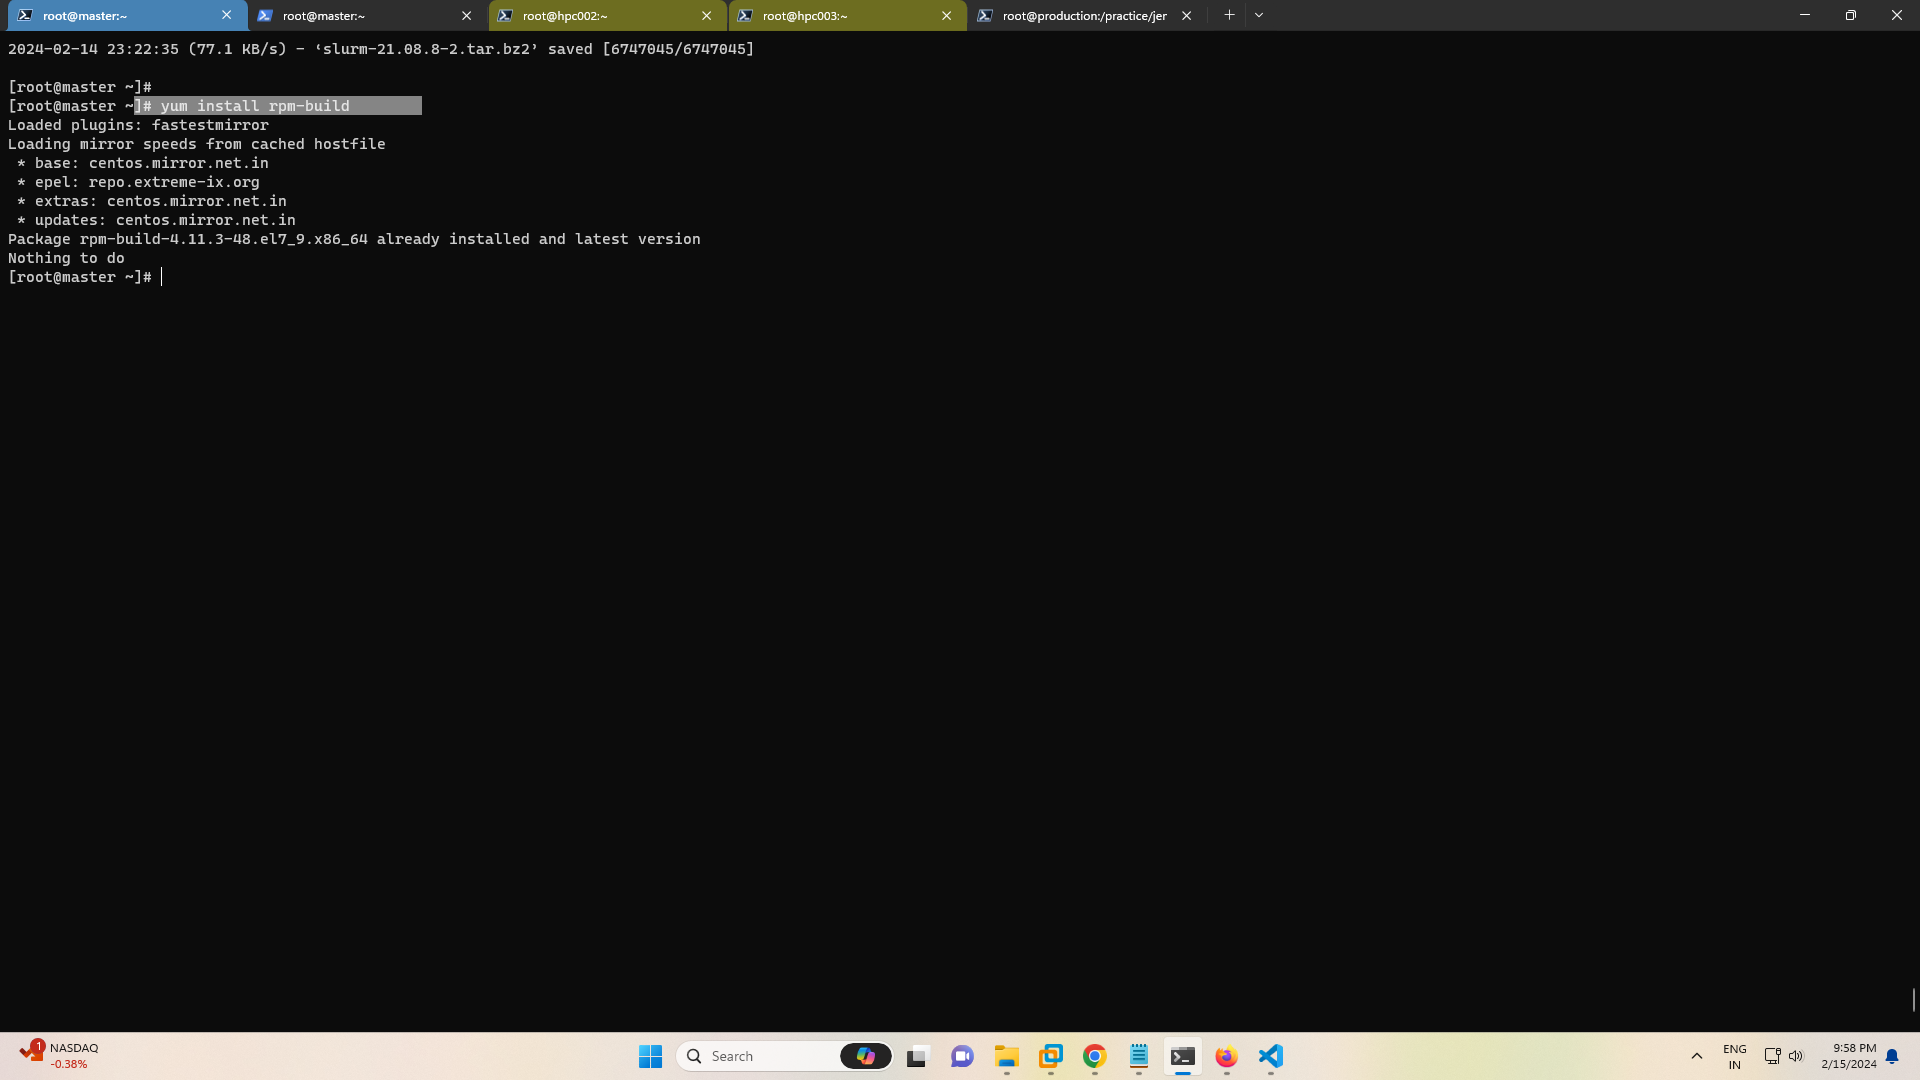 root@master:~
root@master:~
root@hpc002:~
root@hpc003:~
root@production:/practice/jer
2024-02-14 23:22:35 (77.1 KB/s) - ‘slurm-21.08.8-2.tar.bz2’ saved [6747045/6747045]
[root@master ~]#
[root@master ~]# yum install rpm-build
Loaded plugins: fastestmirror
Loading mirror speeds from cached hostfile
* base: centos.mirror.net.in
* epel: repo.extreme-ix.org
* extras: centos.mirror.net.in
* updates: centos.mirror.net.in
Package rpm-build-4.11.3-48.el7_9.x86_64 already installed and latest version
Nothing to do
[root@master ~]#
1
NASDAQ
-0.38%
Search
ENG
IN
9:58 PM
2/15/2024